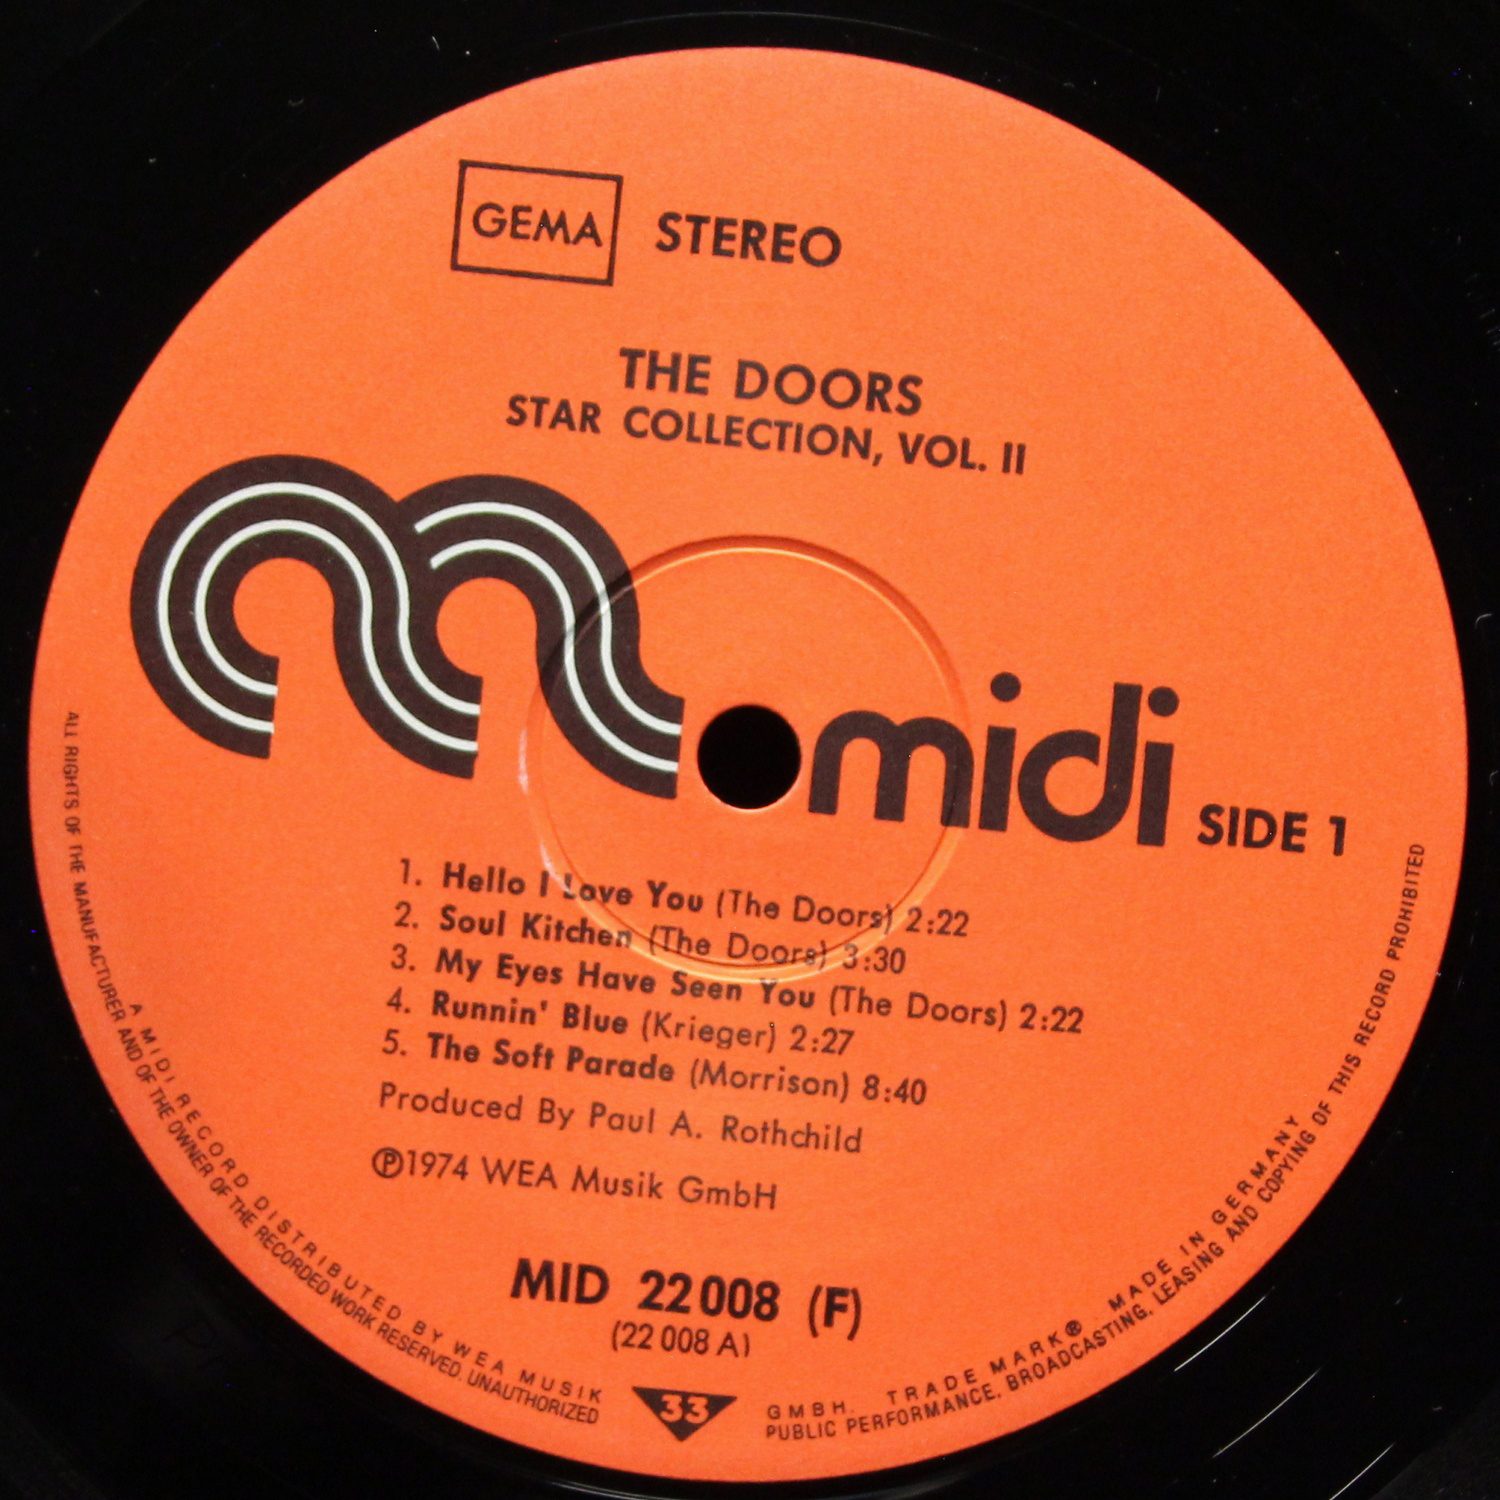 GEMA STEREO
THE DOORS
STAR COLLECTION, VOL. II
midi SIDE 1
1. Hello I Love You (The Doors) 2:22
2. Soul Kitchen (The Doors) 3:30
3. My Eyes Have Seen You (The Doors) 2:22
4. Runnin' Blue (Krieger) 2:27
5. The Soft Parade (Morrison) 8:40
Produced By Paul A. Rothchild
℗1974 WEA Musik GmbH
MID 22 008 (F)
(22 008 A)
33
A MIDI RECORD DISTRIBUTED BY WEA MUSIK GMBH. TRADE MARK® MADE IN GERMANY
ALL RIGHTS OF THE MANUFACTURER AND OF THE OWNER OF THE RECORDED WORK RESERVED. UNAUTHORIZED PUBLIC PERFORMANCE, BROADCASTING, LEASING AND COPYING OF THIS RECORD PROHIBITED